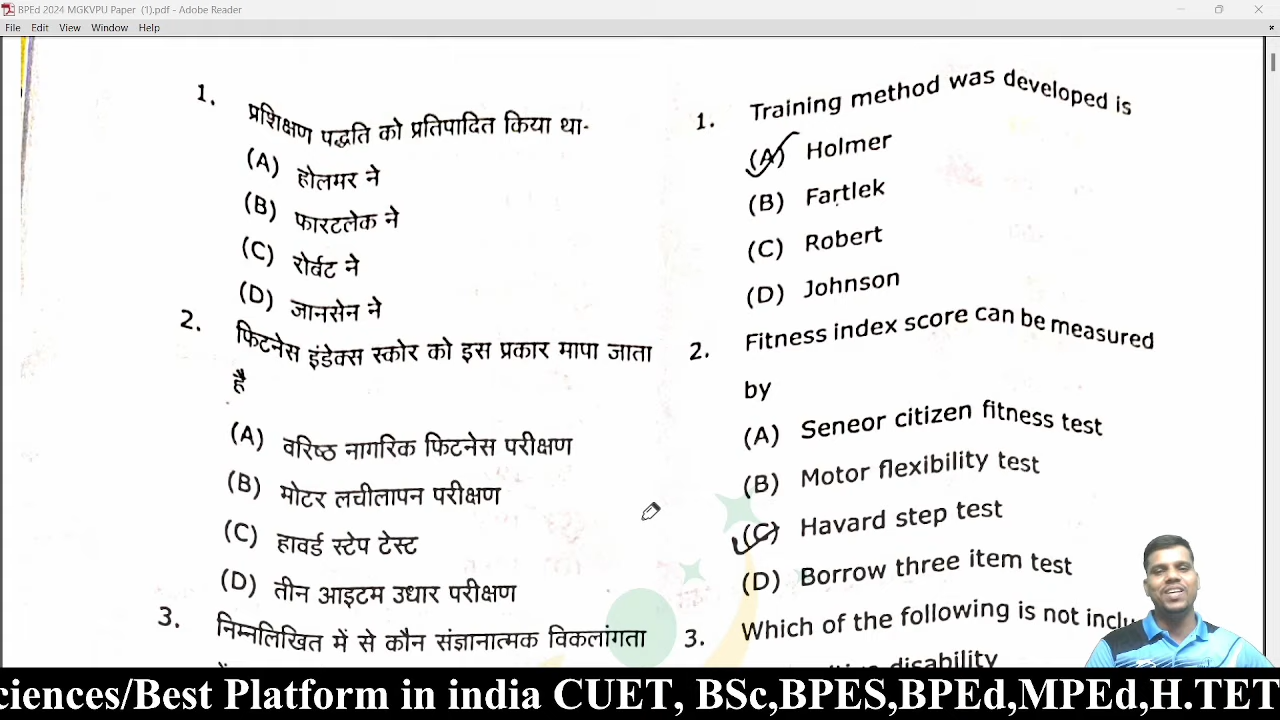 BPEd 2024 MGKVPU Paper (1).pdf - Adobe Reader
File Edit View Window Help
1. प्रशिक्षण पद्धति को प्रतिपादित किया था-
(A) होलमर ने
(B) फारटलेक ने
(C) रोर्वट ने
(D) जानसेन ने
2. फिटनेस इंडेक्स स्कोर को इस प्रकार मापा जाता
है
(A) वरिष्ठ नागरिक फिटनेस परीक्षण
(B) मोटर लचीलापन परीक्षण
(C) हावर्ड स्टेप टेस्ट
(D) तीन आइटम उधार परीक्षण
3. निम्नलिखित में से कौन संज्ञानात्मक विकलांगता
1. Training method was developed is
(A) Holmer
(B) Fartlek
(C) Robert
(D) Johnson
2. Fitness index score can be measured
by
(A) Seneor citizen fitness test
(B) Motor flexibility test
(C) Havard step test
(D) Borrow three item test
3. Which of the following is not inclu
disability
ciences/Best Platform in india CUET, BSc,BPES,BPEd,MPEd,H.TET